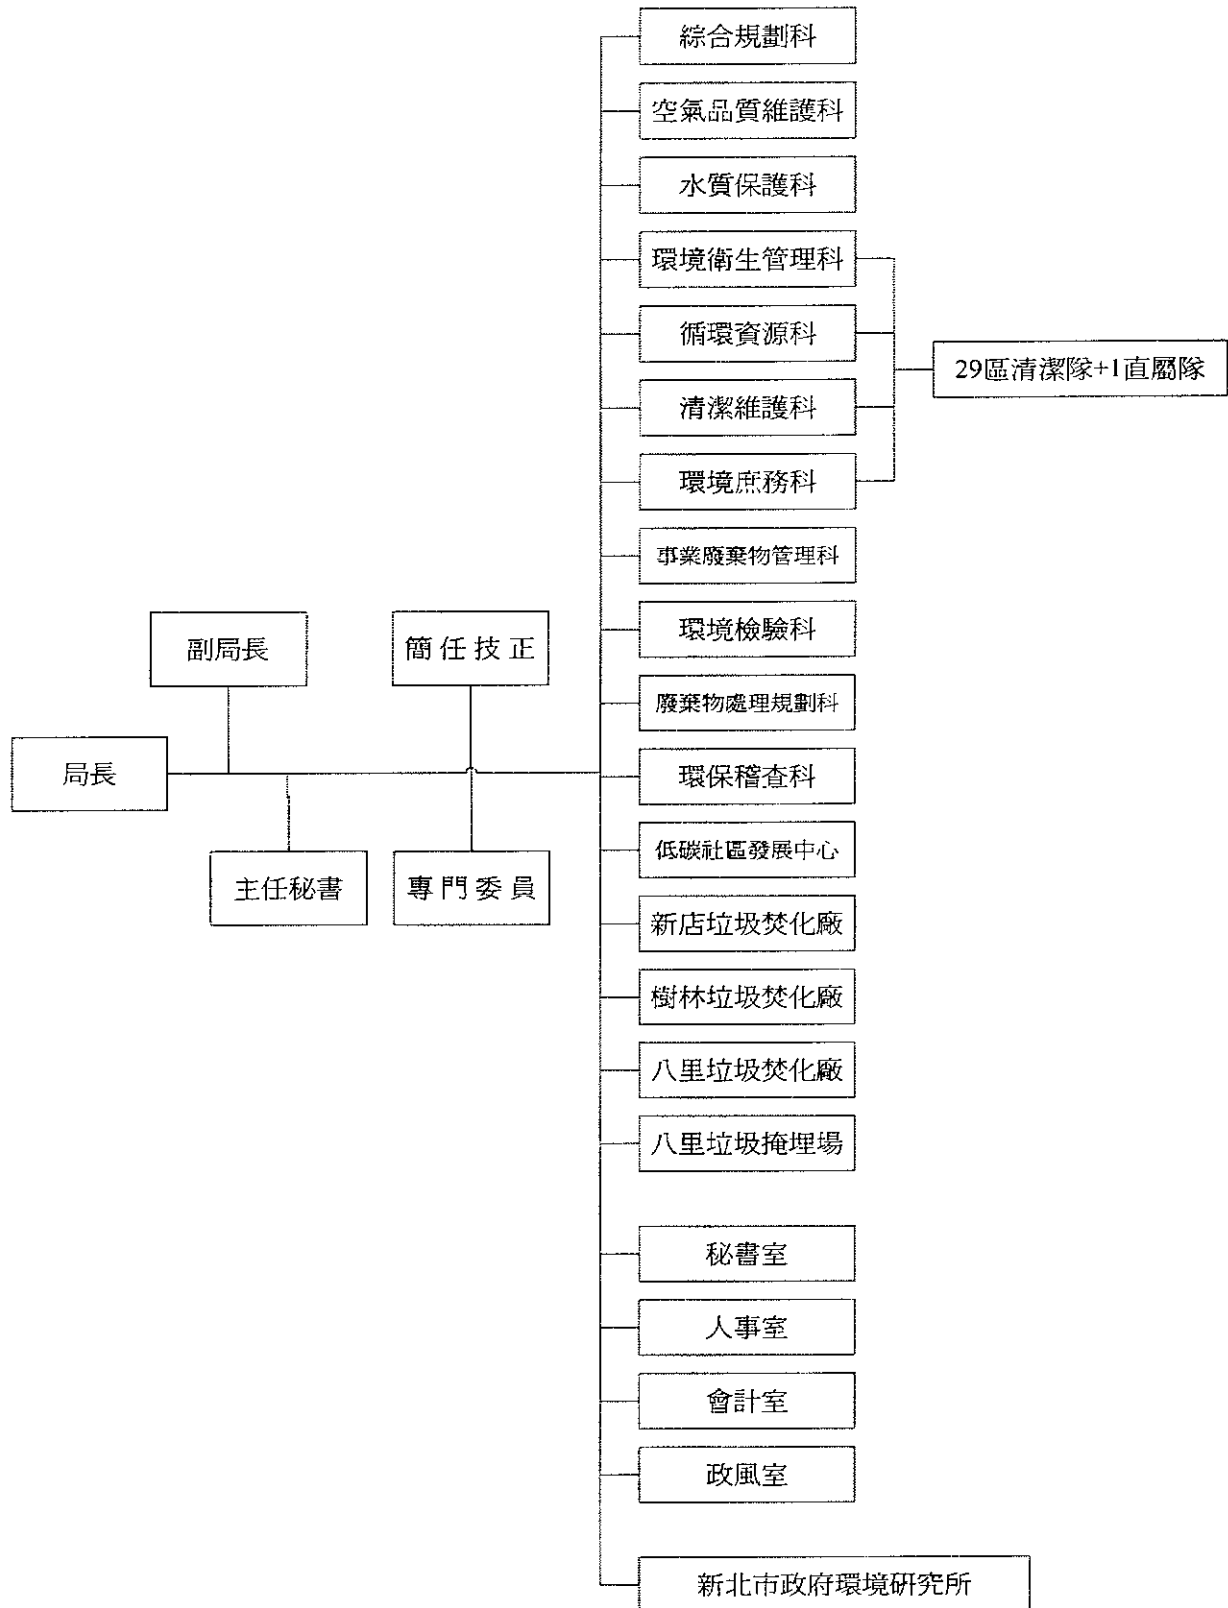 綜合規劃科
空氣品質維護科
水質保護科
環境衛生管理科
循環資源科
清潔維護科
環境庶務科
29區清潔隊+1直屬隊
事業廢棄物管理科
環境檢驗科
廢棄物處理規劃科
環保稽查科
低碳社區發展中心
新店垃圾焚化廠
樹林垃圾焚化廠
八里垃圾焚化廠
八里垃圾掩埋場
秘書室
人事室
會計室
政風室
新北市政府環境研究所
副局長
簡任技正
局長
主任秘書
專門委員